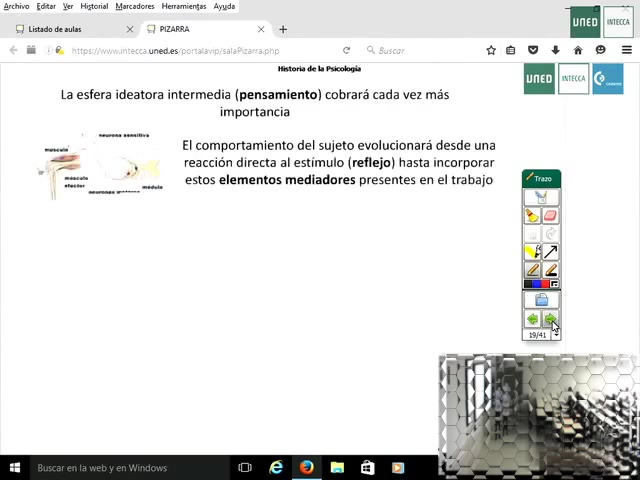 Archivo Editar Ver Historial Marcadores Herramientas Ayuda
Listado de aulas
PIZARRA
UNED
INTECCA
https://www.intecca.uned.es/portalavip/salaPizarra.php
Buscar
Historia de la Psicología
UNED
INTECCA
La esfera ideatora intermedia (pensamiento) cobrará cada vez más
importancia
neurona sensitiva
músculo
músculo
efector
médula
El comportamiento del sujeto evolucionará desde una
reacción directa al estímulo (reflejo) hasta incorporar
estos elementos mediadores presentes en el trabajo
Trazo
19/41
Buscar en la web y en Windows